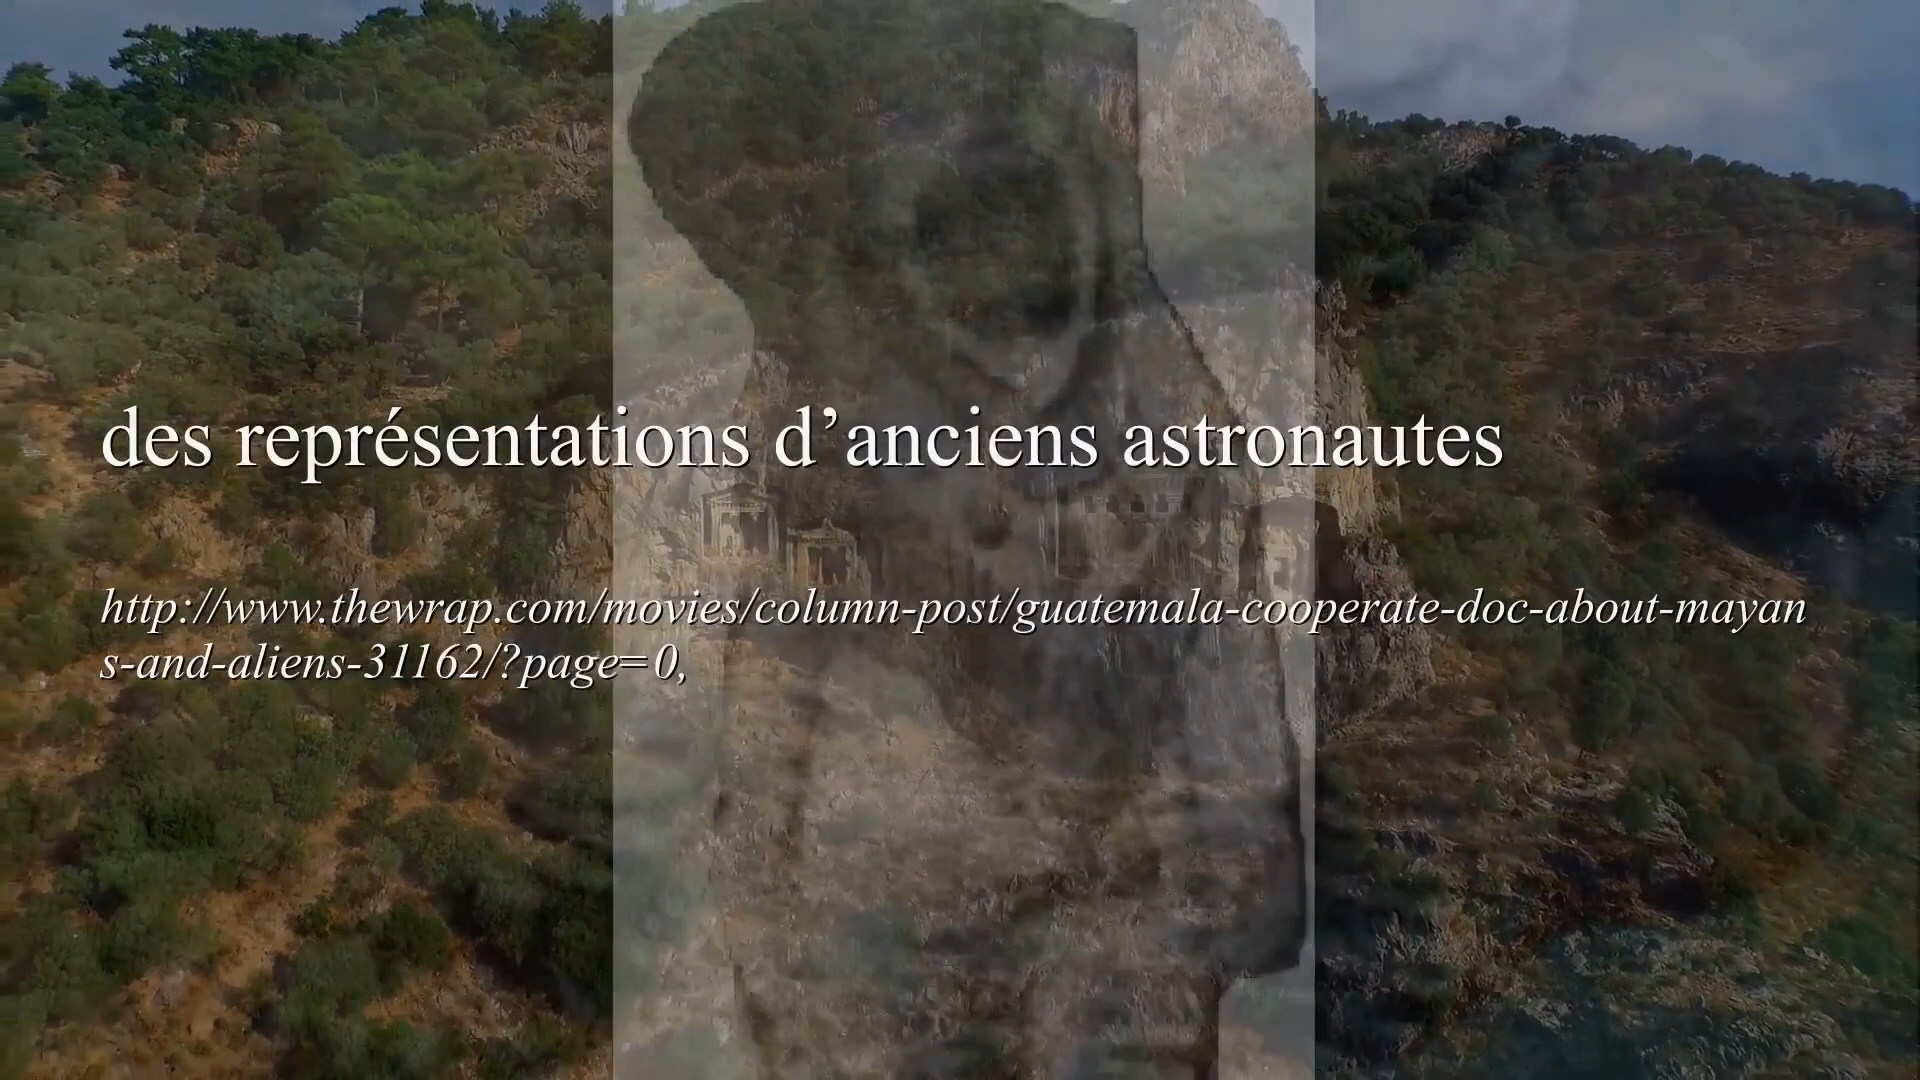 des représentations d’anciens astronautes
http://www.thewrap.com/movies/column-post/guatemala-cooperate-doc-about-mayan
s-and-aliens-31162/?page=0,